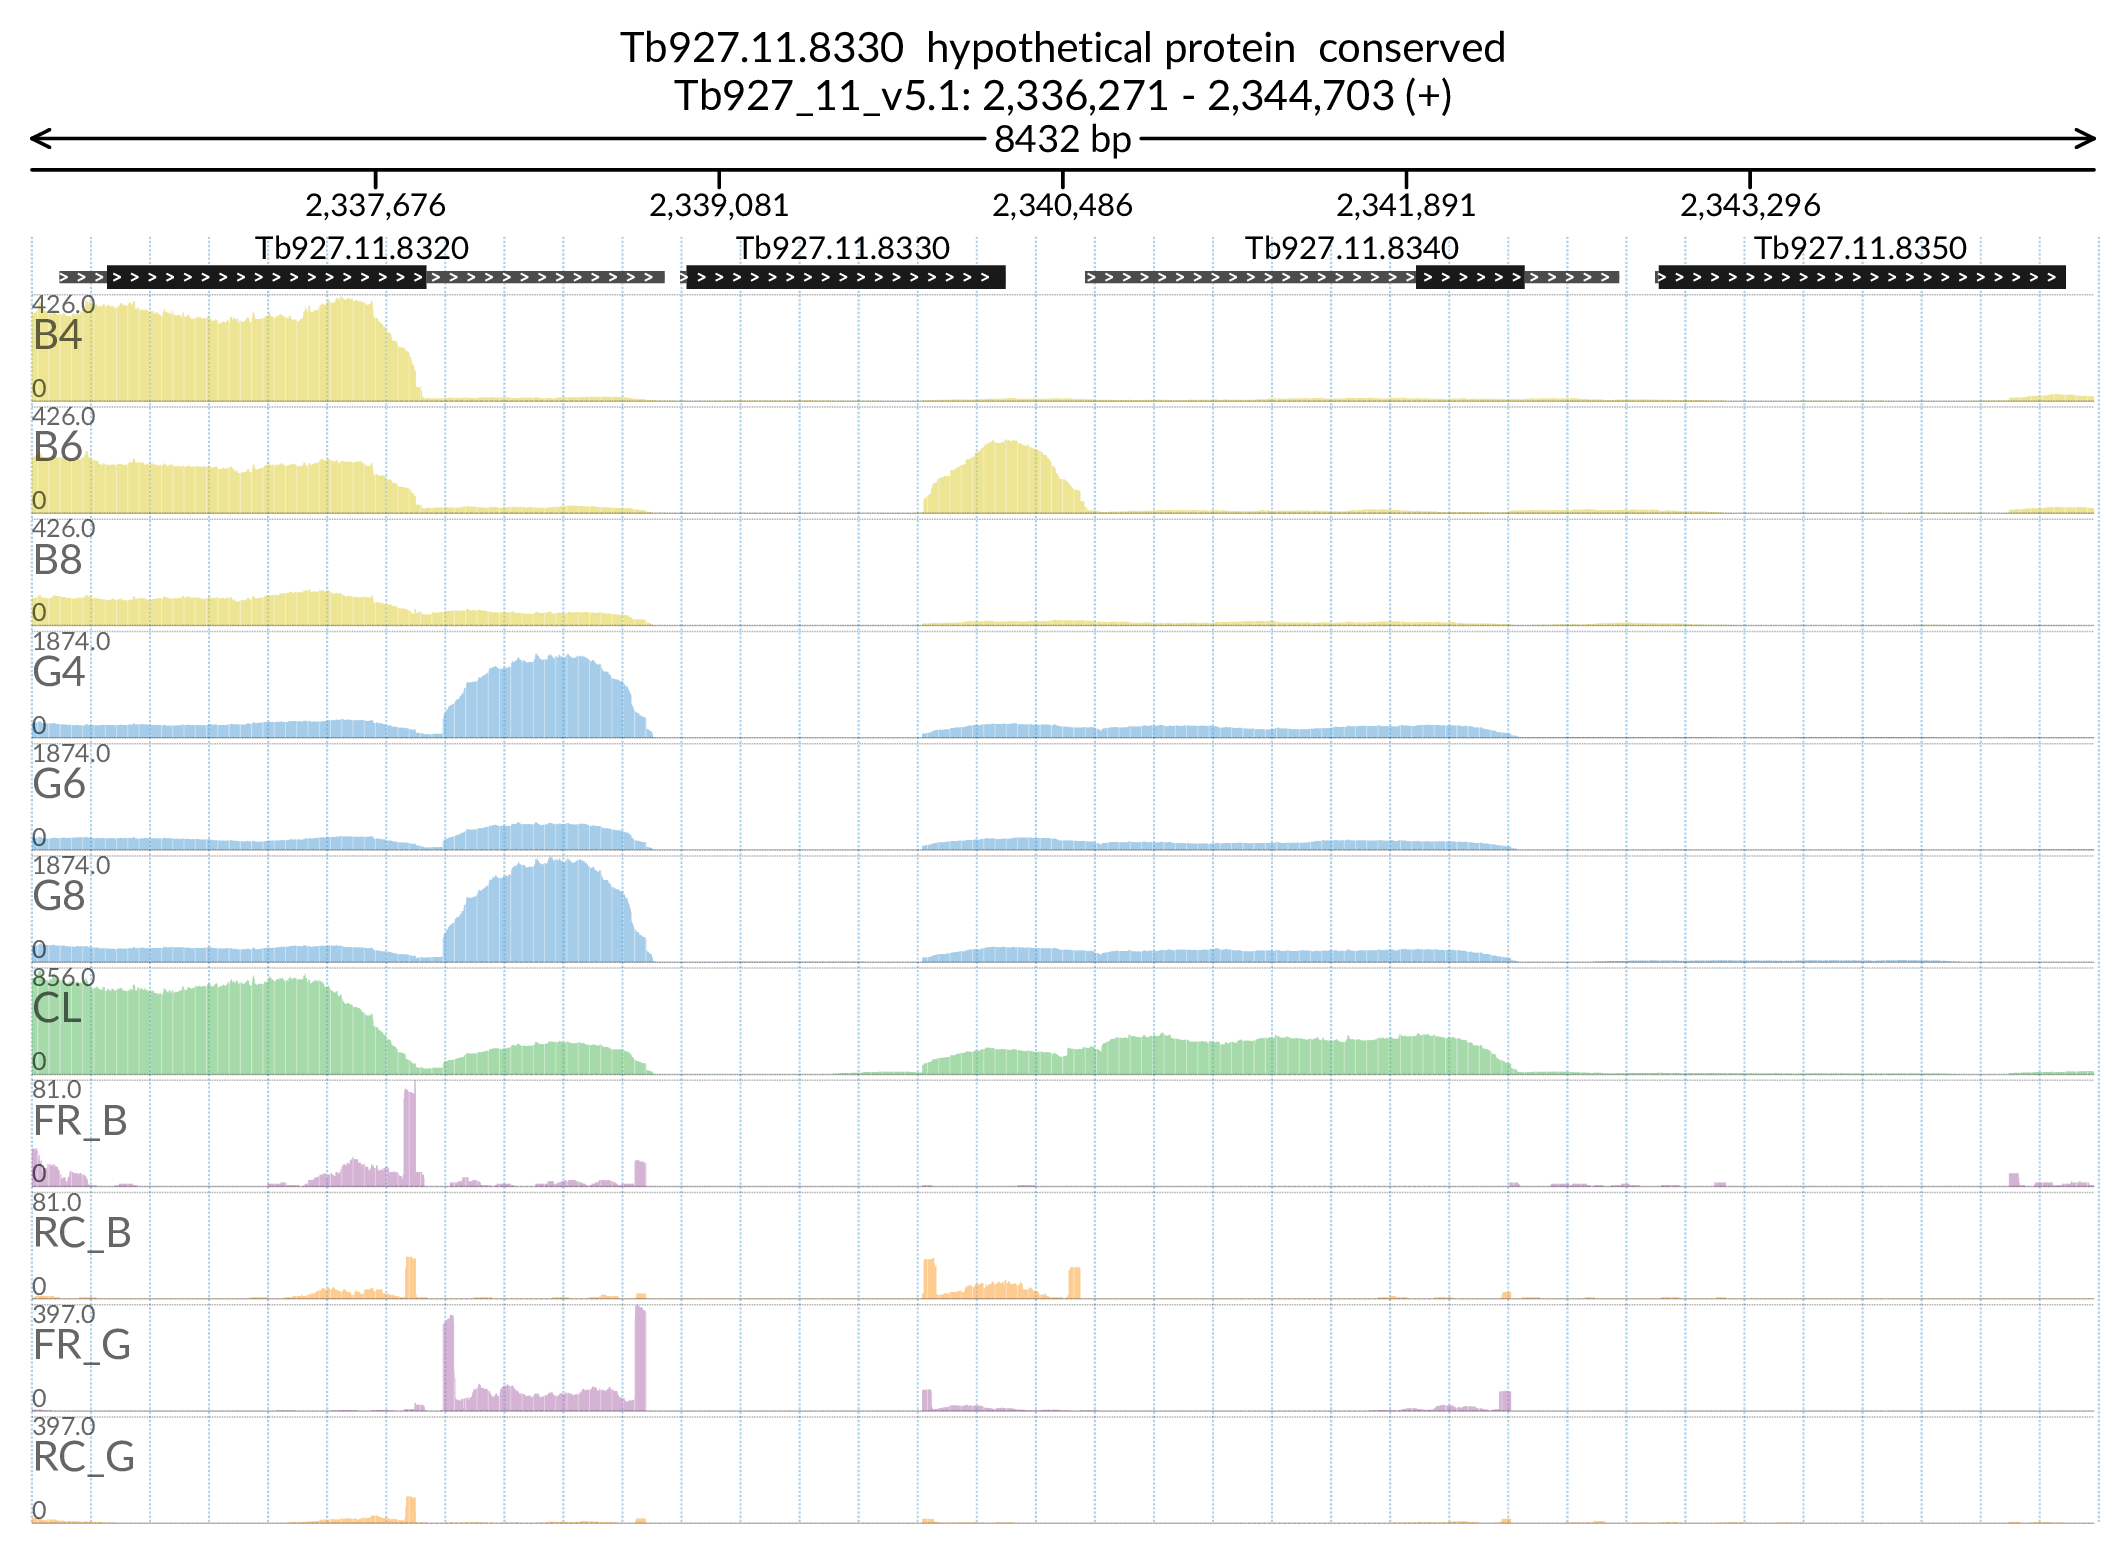 Tb927.11.8330 hypothetical protein conserved
Tb927_11_v5.1: 2,336,271 - 2,344,703 (+)
8432 bp
2,337,676 2,339,081 2,340,486 2,341,891 2,343,296
Tb927.11.8320 Tb927.11.8330 Tb927.11.8340 Tb927.11.8350
426.0
B4
0
426.0
B6
0
426.0
B8
0
1874.0
G4
0
1874.0
G6
0
1874.0
G8
0
856.0
CL
0
81.0
FR_B
0
81.0
RC_B
0
397.0
FR_G
0
397.0
RC_G
0